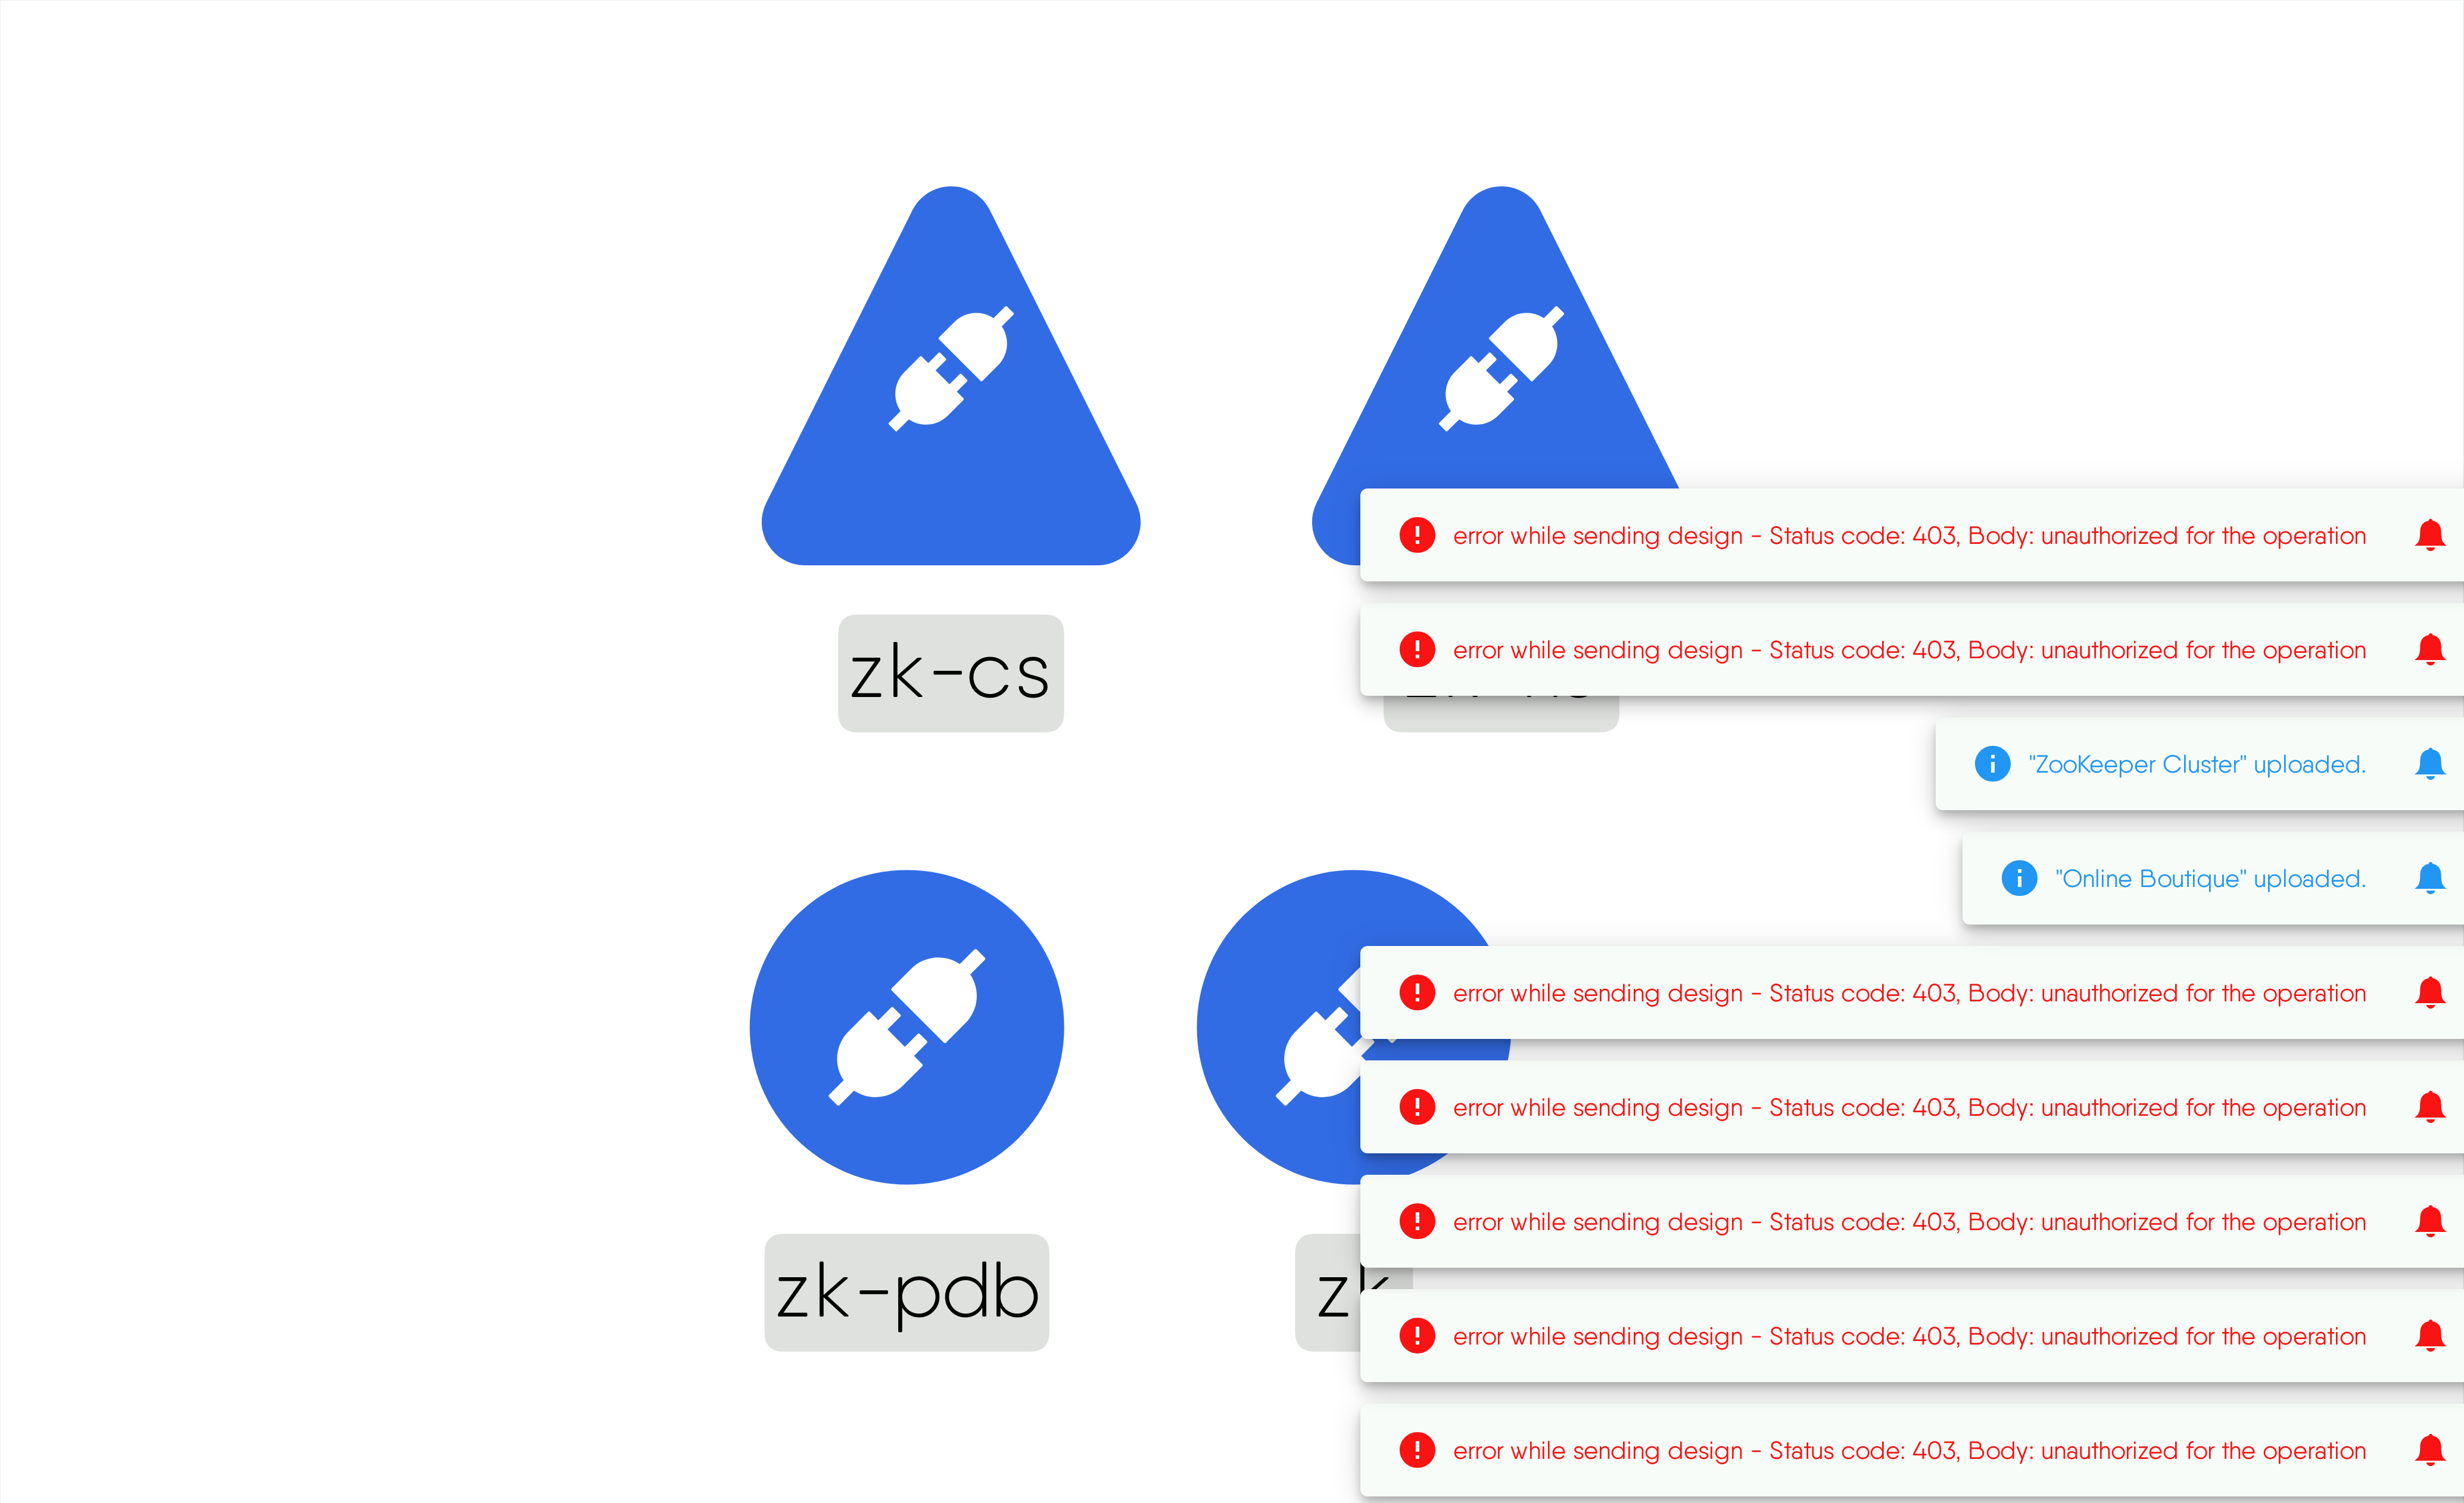 error while sending design - Status code: 403, Body: unauthorized for the operation
zk-cs
error while sending design - Status code: 403, Body: unauthorized for the operation
"ZooKeeper Cluster" uploaded.
"Online Boutique" uploaded.
error while sending design - Status code: 403, Body: unauthorized for the operation
error while sending design - Status code: 403, Body: unauthorized for the operation
error while sending design - Status code: 403, Body: unauthorized for the operation
zk-pdb
zk
error while sending design - Status code: 403, Body: unauthorized for the operation
error while sending design - Status code: 403, Body: unauthorized for the operation